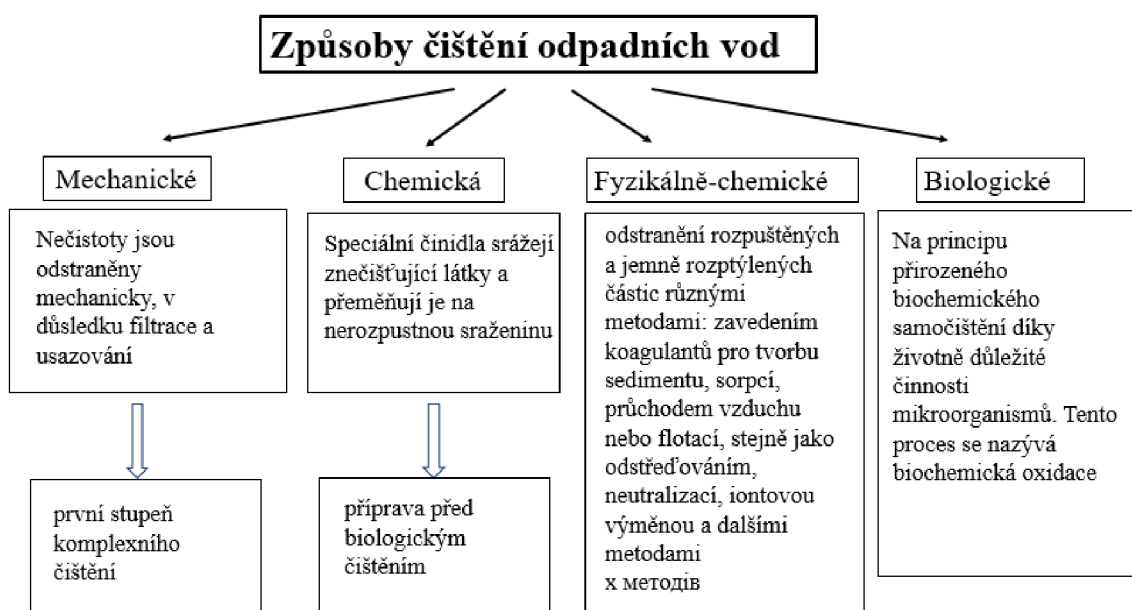 Způsoby čištění odpadních vod
Mechanické
Nečistoty jsou
odstraněny
mechanicky, v
důsledku filtrace a
usazování
první stupeň
komplexního
čištění
Chemická
Speciální činidla srážejí
znečišťující látky a
přeměňují je na
nerozpustnou sraženinu
příprava před
biologickým
čištěním
Fyzikálně-chemické
odstranění rozpuštěných
a jemně rozptýlených
částic různými
metodami: zavedením
koagulantů pro tvorbu
sedimentu, sorpcí,
průchodem vzduchu
nebo flotací, stejně jako
odstřeďováním,
neutralizací, iontovou
výměnou a dalšími
metodami
х методів
Biologické
Na principu
přirozeného
biochemického
samočištění díky
životně důležité
činnosti
mikroorganismů. Tento
proces se nazývá
biochemická oxidace